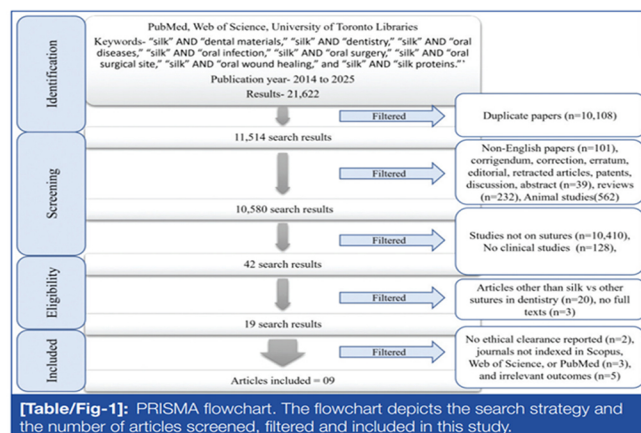 Identification
PubMed, Web of Science, University of Toronto Libraries
Keywords- "silk" AND "dental materials," "silk" AND "dentistry," "silk" AND "oral
diseases," "silk" AND "oral infection," "silk" AND "oral surgery," "silk" AND "oral
surgical site," "silk" AND "oral wound healing," and "silk" AND "silk proteins."
Publication year- 2014 to 2025
Results- 21,622
Filtered
Duplicate papers (n=10,108)
11,514 search results
Screening
Filtered
Non-English papers (n=101),
corrigendum, correction, erratum,
editorial, retracted articles, patents,
discussion, abstract (n=39), reviews
(n=232), Animal studies(562)
10,580 search results
Filtered
Studies not on sutures (n=10,410),
No clinical studies (n=128),
42 search results
Eligibility
Filtered
Articles other than silk vs other
sutures in dentistry (n=20), no full
texts (n=3)
19 search results
Included
Filtered
No ethical clearance reported (n=2),
journals not indexed in Scopus,
Web of Science, or PubMed (n=3),
and irrelevant outcomes (n=5)
Articles included = 09
[Table/Fig-1]: PRISMA flowchart. The flowchart depicts the search strategy and
the number of articles screened, filtered and included in this study.